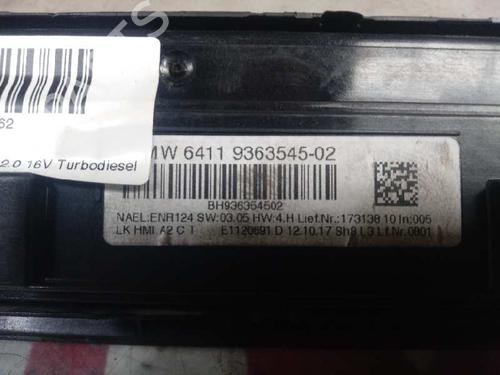 62
2.0 16V Turbodiesel
MW 6411 9363545-02
BH936354502
NAEL:ENR124 SW:03.05 HW:4.H Lief.Nr.:173138 10 In:005
LK HMI A2 C T E1120691 D 12.10.17 Sh9 L3 Lf.Nr.0001